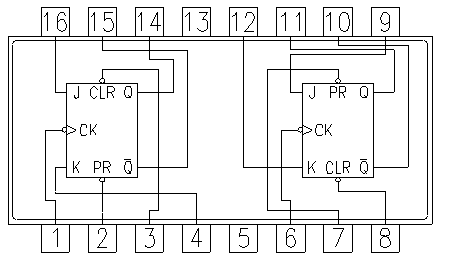 16 15 14 13 12 11 10 9
J CLR Q J PR Q
CK CK
K PR Q̅ K CLR Q̅
1 2 3 4 5 6 7 8